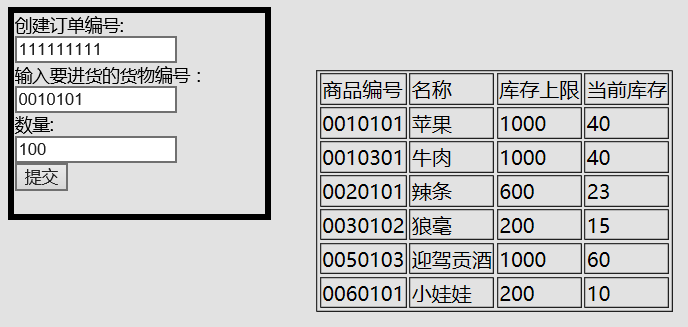 创建订单编号:
111111111
输入要进货的货物编号：
0010101
数量:
100
提交
商品编号 名称 库存上限 当前库存
0010101 苹果 1000 40
0010301 牛肉 1000 40
0020101 辣条 600 23
0030102 狼毫 200 15
0050103 迎驾贡酒 1000 60
0060101 小娃娃 200 10